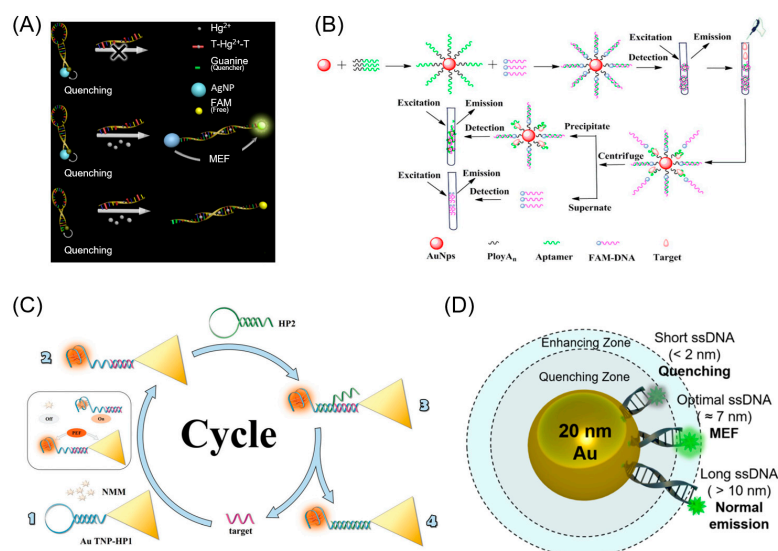 (A)
Hg2+
T-Hg2+-T
Guanine
(Quencher)
AgNP
FAM
(Free)
Quenching
Quenching
MEF
Quenching
(B)
Excitation
Emission
Detection
Excitation
Emission
Detection
Precipitate
Centrifuge
Excitation
Emission
Detection
Supernate
AuNps
PloyAn
Aptamer
FAM-DNA
Target
(C)
HP2
2
3
Off
On
PEF
Cycle
NMM
1
Au TNP-HP1
target
4
(D)
Enhancing Zone
Quenching Zone
20 nm
Au
Short ssDNA
(< 2 nm)
Quenching
Optimal ssDNA
(≈ 7 nm)
MEF
Long ssDNA
(> 10 nm)
Normal
emission